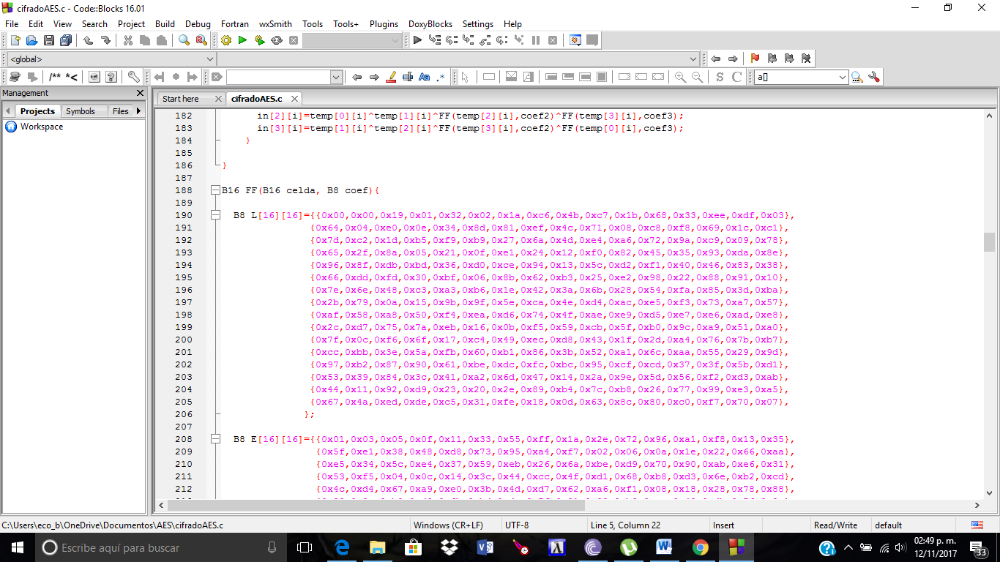 cifradoAES.c - Code::Blocks 16.01
File Edit View Search Project Build Debug Fortran wxSmith Tools Tools+ Plugins DoxyBlocks Settings Help
<global>
/** *<
Aa .*
S C a[]
Management
Projects Symbols Files
Workspace
Start here cifradoAES.c
182 in[2][i]=temp[0][i]^temp[1][i]^FF(temp[2][i],coef2)^FF(temp[3][i],coef3);
183 in[3][i]=temp[1][i]^temp[2][i]^FF(temp[3][i],coef2)^FF(temp[0][i],coef3);
184 }
185
186 }
187
188 B16 FF(B16 celda, B8 coef){
189
190 B8 L[16][16]={{0x00,0x00,0x19,0x01,0x32,0x02,0x1a,0xc6,0x4b,0xc7,0x1b,0x68,0x33,0xee,0xdf,0x03},
191 {0x64,0x04,0xe0,0x0e,0x34,0x8d,0x81,0xef,0x4c,0x71,0x08,0xc8,0xf8,0x69,0x1c,0xc1},
192 {0x7d,0xc2,0x1d,0xb5,0xf9,0xb9,0x27,0x6a,0x4d,0xe4,0xa6,0x72,0x9a,0xc9,0x09,0x78},
193 {0x65,0x2f,0x8a,0x05,0x21,0x0f,0xe1,0x24,0x12,0xf0,0x82,0x45,0x35,0x93,0xda,0x8e},
194 {0x96,0x8f,0xdb,0xbd,0x36,0xd0,0xce,0x94,0x13,0x5c,0xd2,0xf1,0x40,0x46,0x83,0x38},
195 {0x66,0xdd,0xfd,0x30,0xbf,0x06,0x8b,0x62,0xb3,0x25,0xe2,0x98,0x22,0x88,0x91,0x10},
196 {0x7e,0x6e,0x48,0xc3,0xa3,0xb6,0x1e,0x42,0x3a,0x6b,0x28,0x54,0xfa,0x85,0x3d,0xba},
197 {0x2b,0x79,0x0a,0x15,0x9b,0x9f,0x5e,0xca,0x4e,0xd4,0xac,0xe5,0xf3,0x73,0xa7,0x57},
198 {0xaf,0x58,0xa8,0x50,0xf4,0xea,0xd6,0x74,0x4f,0xae,0xe9,0xd5,0xe7,0xe6,0xad,0xe8},
199 {0x2c,0xd7,0x75,0x7a,0xeb,0x16,0x0b,0xf5,0x59,0xcb,0x5f,0xb0,0x9c,0xa9,0x51,0xa0},
200 {0x7f,0x0c,0xf6,0x6f,0x17,0xc4,0x49,0xec,0xd8,0x43,0x1f,0x2d,0xa4,0x76,0x7b,0xb7},
201 {0xcc,0xbb,0x3e,0x5a,0xfb,0x60,0xb1,0x86,0x3b,0x52,0xa1,0x6c,0xaa,0x55,0x29,0x9d},
202 {0x97,0xb2,0x87,0x90,0x61,0xbe,0xdc,0xfc,0xbc,0x95,0xcf,0xcd,0x37,0x3f,0x5b,0xd1},
203 {0x53,0x39,0x84,0x3c,0x41,0xa2,0x6d,0x47,0x14,0x2a,0x9e,0x5d,0x56,0xf2,0xd3,0xab},
204 {0x44,0x11,0x92,0xd9,0x23,0x20,0x2e,0x89,0xb4,0x7c,0xb8,0x26,0x77,0x99,0xe3,0xa5},
205 {0x67,0x4a,0xed,0xde,0xc5,0x31,0xfe,0x18,0x0d,0x63,0x8c,0x80,0xc0,0xf7,0x70,0x07},
206 };
207
208 B8 E[16][16]={{0x01,0x03,0x05,0x0f,0x11,0x33,0x55,0xff,0x1a,0x2e,0x72,0x96,0xa1,0xf8,0x13,0x35},
209 {0x5f,0xe1,0x38,0x48,0xd8,0x73,0x95,0xa4,0xf7,0x02,0x06,0x0a,0x1e,0x22,0x66,0xaa},
210 {0xe5,0x34,0x5c,0xe4,0x37,0x59,0xeb,0x26,0x6a,0xbe,0xd9,0x70,0x90,0xab,0xe6,0x31},
211 {0x53,0xf5,0x04,0x0c,0x14,0x3c,0x44,0xcc,0x4f,0xd1,0x68,0xb8,0xd3,0x6e,0xb2,0xcd},
212 {0x4c,0xd4,0x67,0xa9,0xe0,0x3b,0x4d,0xd7,0x62,0xa6,0xf1,0x08,0x18,0x28,0x78,0x88},
C:\Users\eco_b\OneDrive\Documentos\AES\cifradoAES.c Windows (CR+LF) UTF-8 Line 5, Column 22 Insert Read/Write default
Escribe aquí para buscar
02:49 p. m.
12/11/2017
33